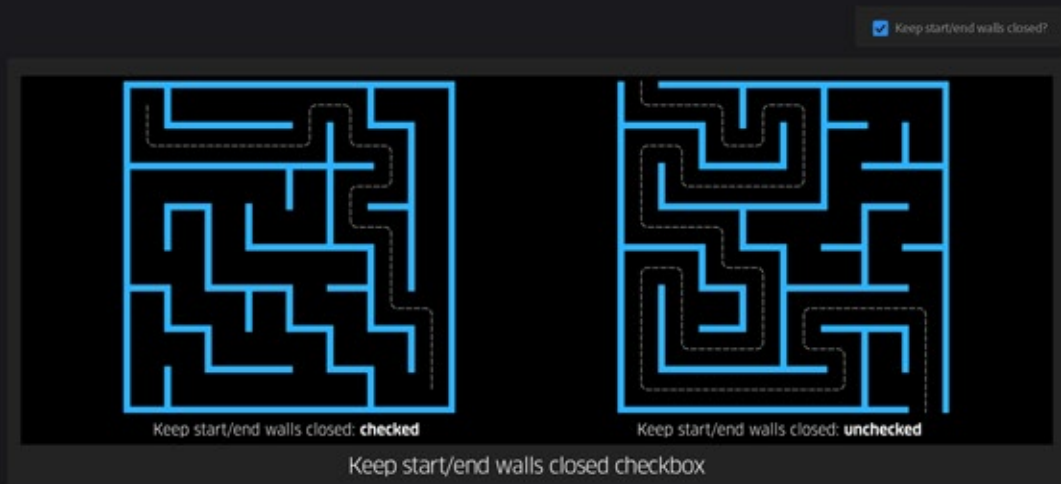 Keep start/end walls closed?
Keep start/end walls closed: checked
Keep start/end walls closed: unchecked
Keep start/end walls closed checkbox